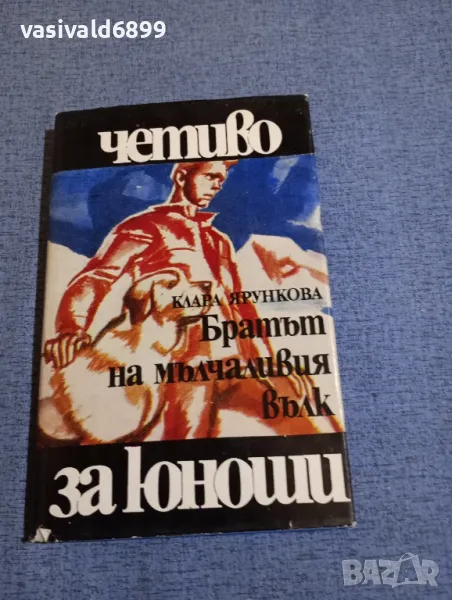 vasivald6899
четиво
КЛАРА ЯРУНКОВА
Братът
на мълчаливия
вълк
за юноши
BAZAR